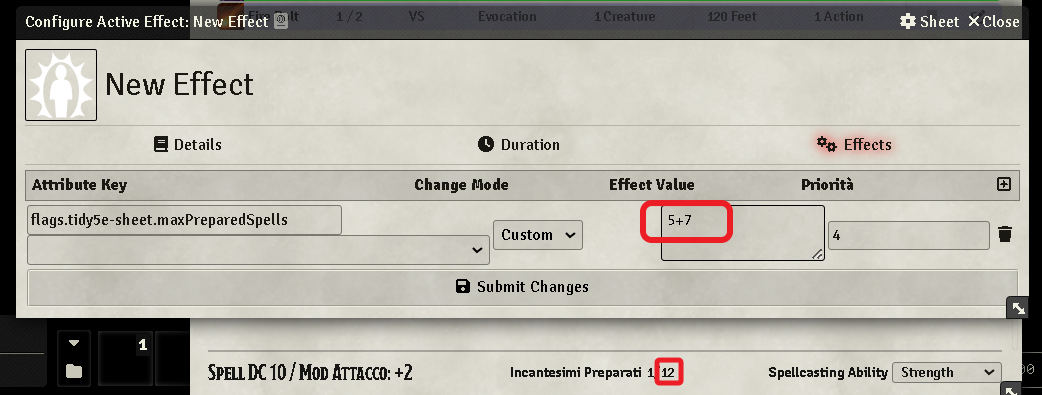 Configure Active Effect: New Effect
Sheet
Close
Fire Bolt 1 / 2 VS Evocation 1 Creature 120 Feet 1 Action
New Effect
Details Duration Effects
Attribute Key Change Mode Effect Value Priorità
flags.tidy5e-sheet.maxPreparedSpells
Custom
5+7
4
Submit Changes
1
Spell DC 10 / Mod Attacco: +2 Incantesimi Preparati 1 12 Spellcasting Ability Strength